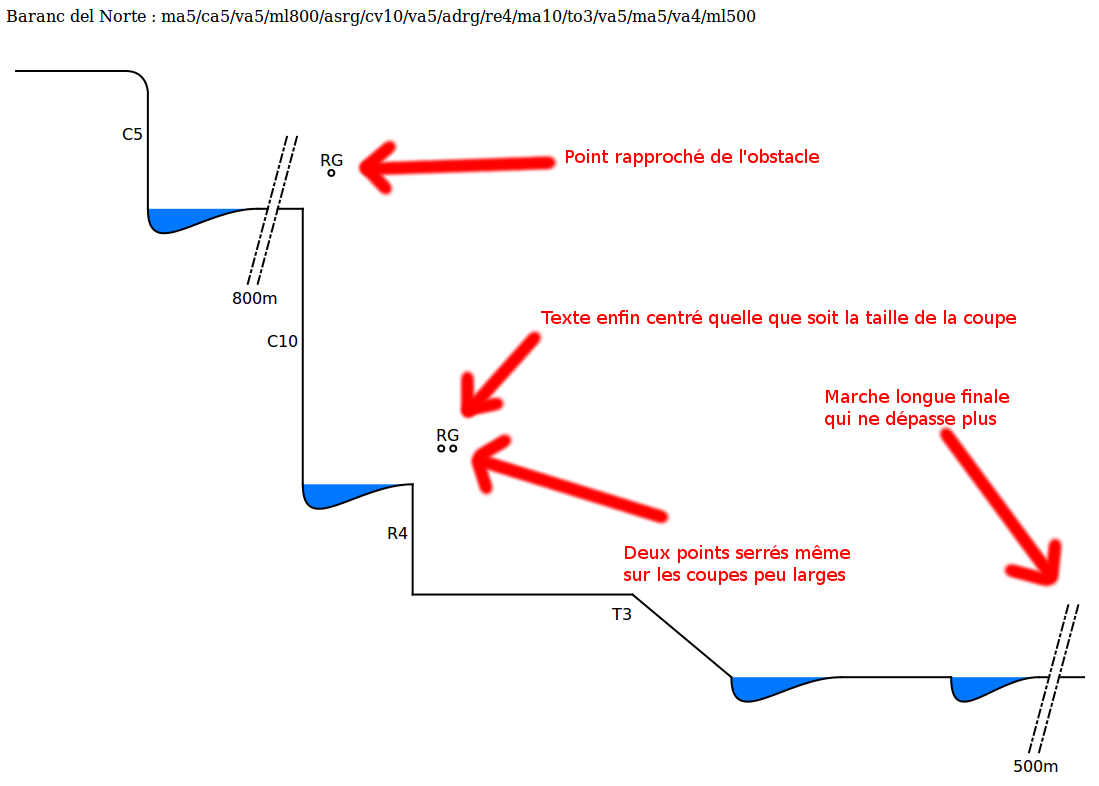 Baranc del Norte : ma5/ca5/va5/ml800/asrg/cv10/va5/adrg/re4/ma10/to3/va5/ma5/va4/ml500
C5
RG
Point rapproché de l'obstacle
800m
Texte enfin centré quelle que soit la taille de la coupe
C10
Marche longue finale
qui ne dépasse plus
RG
R4
Deux points serrés même
sur les coupes peu larges
T3
500m